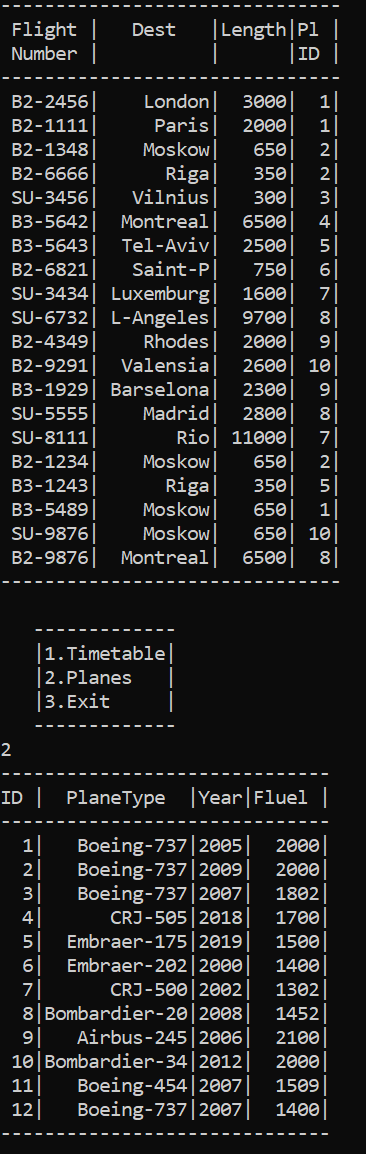 --------------------------------
Flight |   Dest   |Length|Pl |
Number |          |      |ID |
--------------------------------
B2-2456|    London|  3000|  1|
B2-1111|     Paris|  2000|  1|
B2-1348|    Moskow|   650|  2|
B2-6666|      Riga|   350|  2|
SU-3456|   Vilnius|   300|  3|
B3-5642|  Montreal|  6500|  4|
B3-5643|  Tel-Aviv|  2500|  5|
B2-6821|   Saint-P|   750|  6|
SU-3434| Luxemburg|  1600|  7|
SU-6732| L-Angeles|  9700|  8|
B2-4349|    Rhodes|  2000|  9|
B2-9291|  Valensia|  2600| 10|
B3-1929| Barselona|  2300|  9|
SU-5555|    Madrid|  2800|  8|
SU-8111|       Rio| 11000|  7|
B2-1234|    Moskow|   650|  2|
B3-1243|      Riga|   350|  5|
B3-5489|    Moskow|   650|  1|
SU-9876|    Moskow|   650| 10|
B2-9876|  Montreal|  6500|  8|
--------------------------------
-------------
|1.Timetable|
|2.Planes   |
|3.Exit     |
-------------
2
-------------------------------
ID |  PlaneType  |Year|Fluel |
-------------------------------
1|   Boeing-737|2005|  2000|
2|   Boeing-737|2009|  2000|
3|   Boeing-737|2007|  1802|
4|      CRJ-505|2018|  1700|
5|  Embraer-175|2019|  1500|
6|  Embraer-202|2000|  1400|
7|      CRJ-500|2002|  1302|
8|Bombardier-20|2008|  1452|
9|   Airbus-245|2006|  2100|
10|Bombardier-34|2012|  2000|
11|   Boeing-454|2007|  1509|
12|   Boeing-737|2007|  1400|
-------------------------------